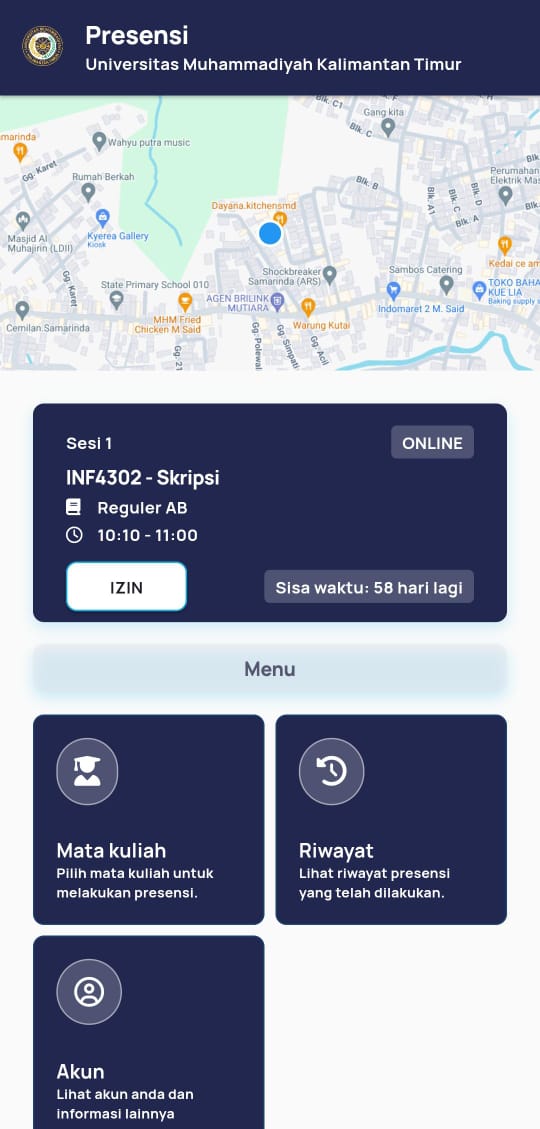 Presensi
Universitas Muhammadiyah Kalimantan Timur
Blk. C1
Gang kita
Blk. C
marinda
Wahyu putra music
Blk.
Gg. Karet
Rumah Berkah
Perumahan
Elektrik Mas
Blk. B
Blk. A1
Blk. C
Blk. D
Blk. A
Dayana.kitchensmd
Masjid Al
Muhajirin (LDII)
Kyerea Gallery
Kiosk
Kedai ce am
Gg. Karet
State Primary School 010
Shockbreaker
Samarinda (ARS)
Sambos Catering
AGEN BRILINK
MUTIARA
TOKO BAHA
KUE LIA
Baking supply s
Indomaret 2 M. Said
Cemilan Samarinda
MHM Fried
Chicken M Said
Warung Kutai
Gg. 21
Gg. Polewali
Gg. Simpati
Gg. Acil
Sesi 1
ONLINE
INF4302 - Skripsi
Reguler AB
10:10 - 11:00
IZIN
Sisa waktu: 58 hari lagi
Menu
Mata kuliah
Pilih mata kuliah untuk
melakukan presensi.
Riwayat
Lihat riwayat presensi
yang telah dilakukan.
Akun
Lihat akun anda dan
informasi lainnya